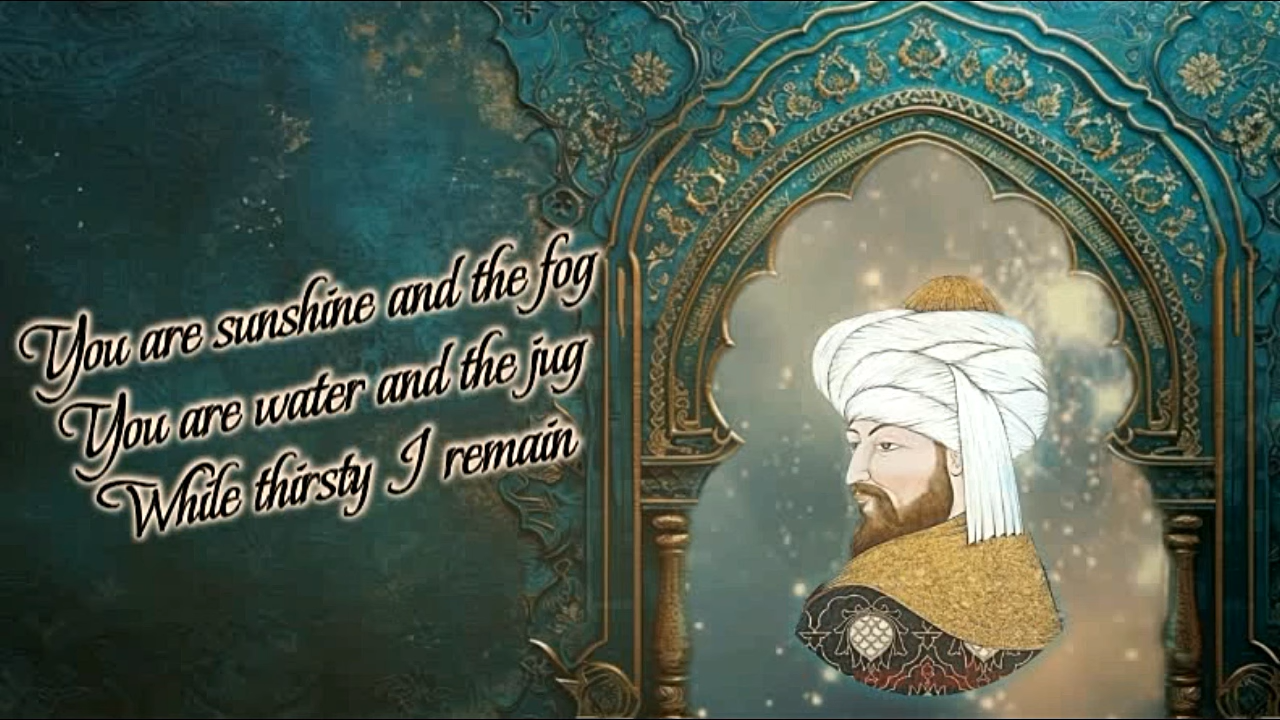 You are sunshine and the fog
You are water and the jug
While thirsty I remain